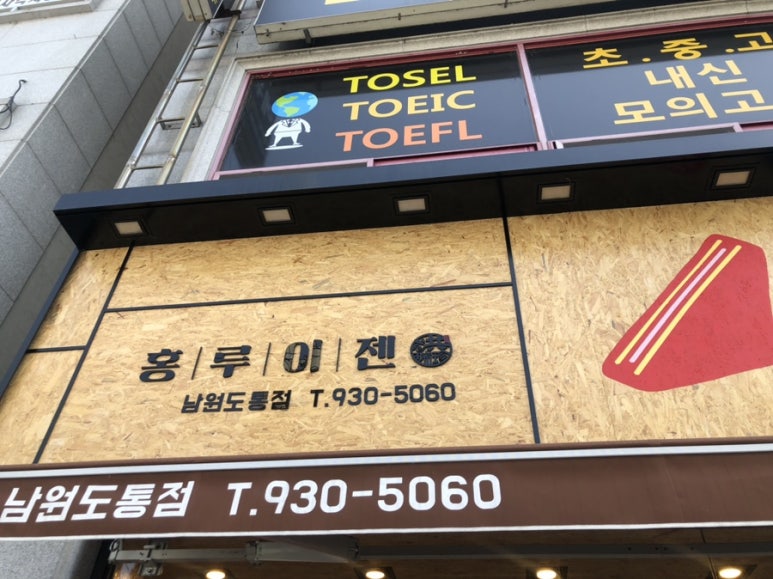 TOSEL
TOEIC
TOEFL
초.중.고
내신
모의고
홍|루|이|젠
남원도통점 T.930-5060
남원도통점 T.930-5060